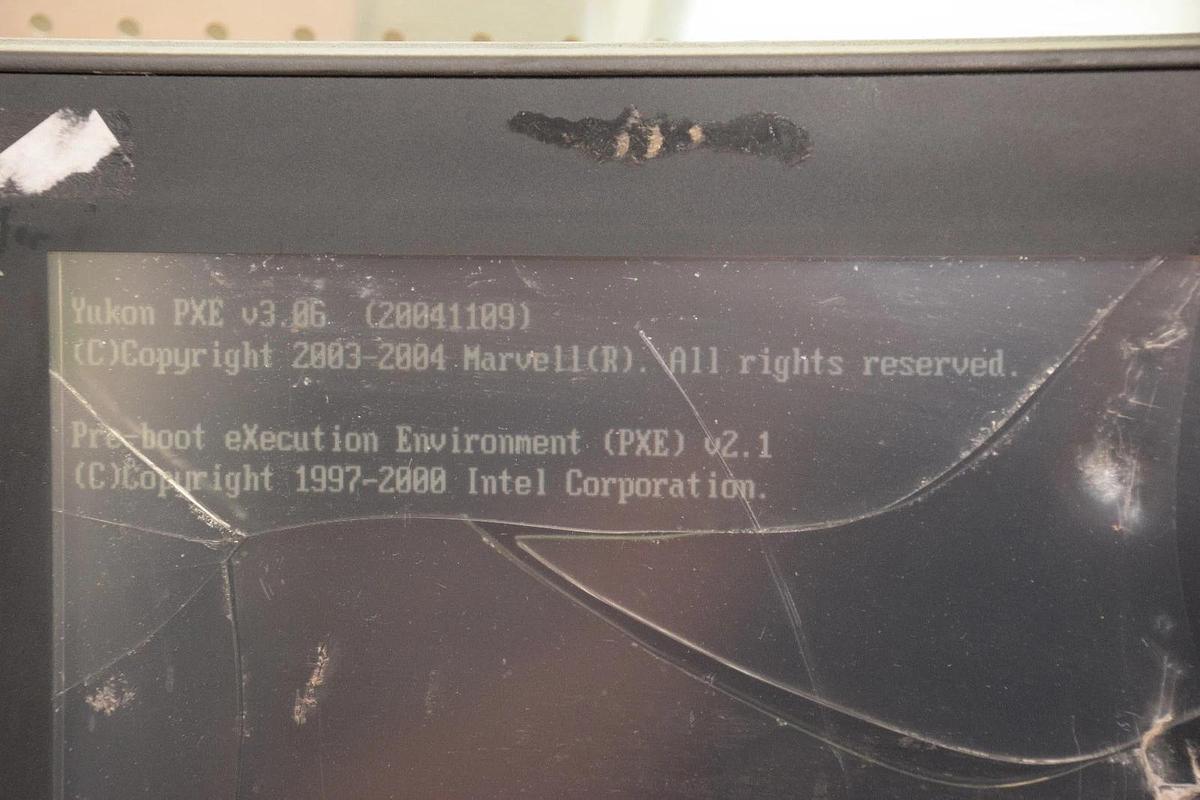 Yukon PXE v3.06 (20041109)
(C)Copyright 2003-2004 Marvell(R). All rights reserved.
Pre-boot eXecution Environment (PXE) v2.1
(C)Copyright 1997-2000 Intel Corporation.